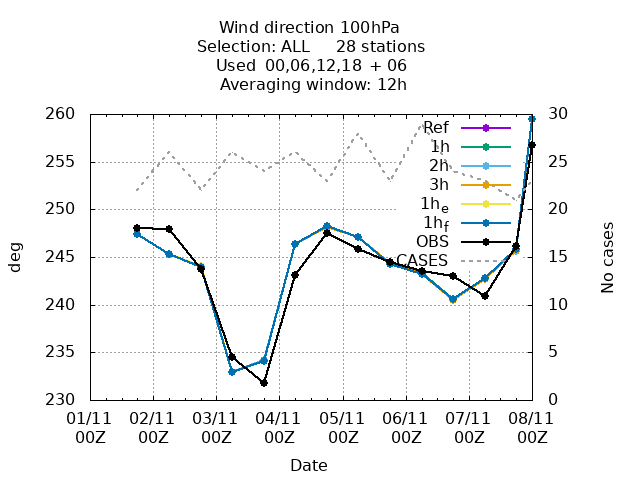 Wind direction 100hPa
Selection: ALL 28 stations
Used 00,06,12,18 + 06
Averaging window: 12h
260 30
Ref
1h
255 25
2h
3h
250 20
1he
1hf
OBS
245 15
CASES
deg
No cases
240 10
235 5
230 0
01/11 02/11 03/11 04/11 05/11 06/11 07/11 08/11
00Z 00Z 00Z 00Z 00Z 00Z 00Z 00Z
Date